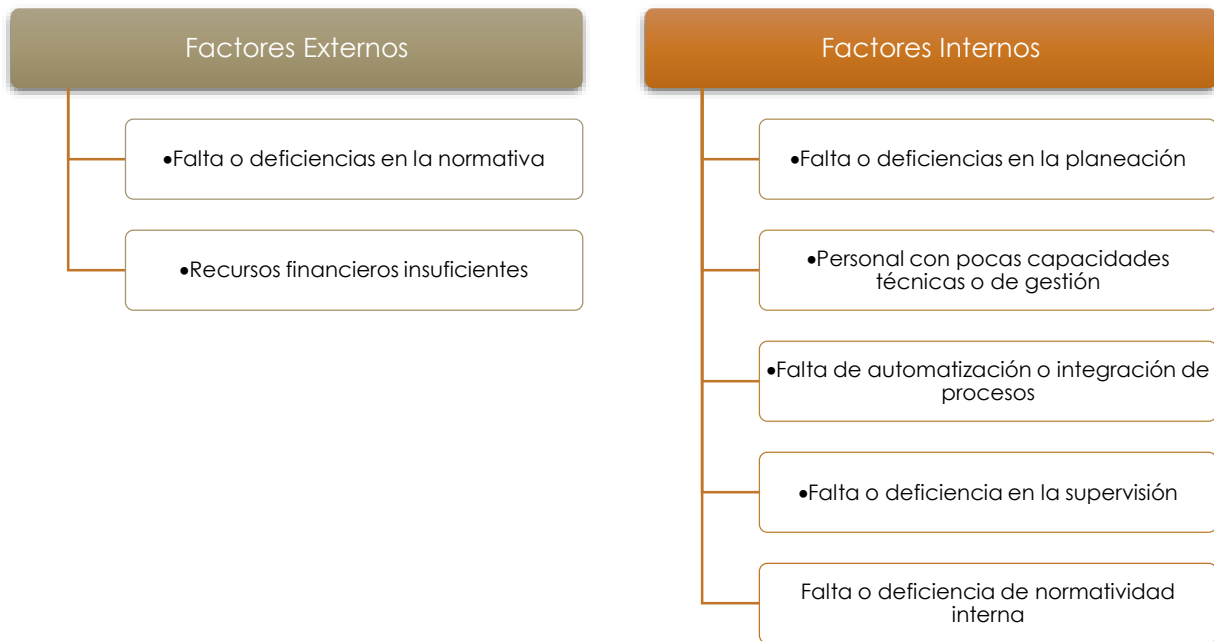 Factores Externos
•Falta o deficiencias en la normativa
•Recursos financieros insuficientes
Factores Internos
•Falta o deficiencias en la planeación
•Personal con pocas capacidades
técnicas o de gestión
•Falta de automatización o integración de
procesos
•Falta o deficiencia en la supervisión
Falta o deficiencia de normatividad
interna